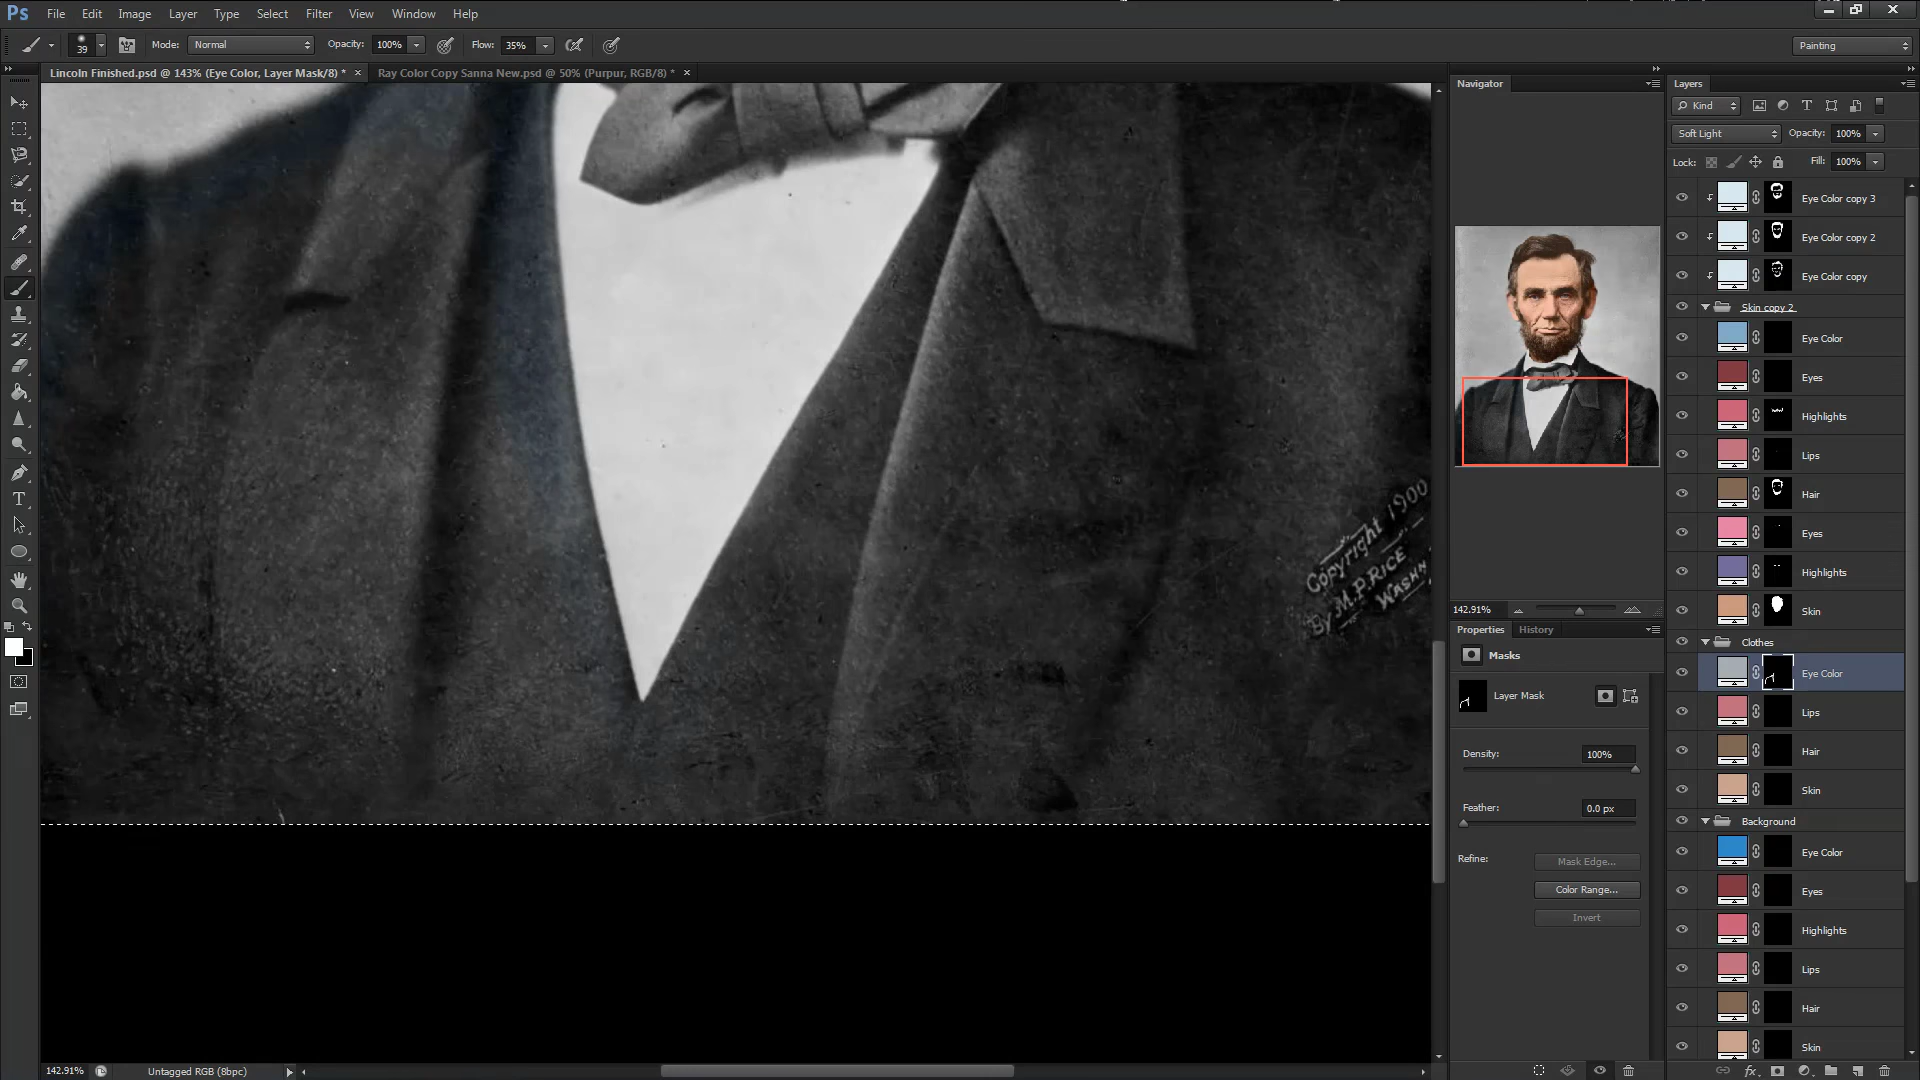 Ps File Edit Image Layer Type Select Filter View Window Help
39 Mode: Normal Opacity: 100% Flow: 35% Painting
Lincoln Finished.psd @ 143% (Eye Color, Layer Mask/8) * × Ray Color Copy Sanna New.psd @ 50% (Purpur, RGB/8) * ×
Copyright 1900
By M.P. RICE
WASHN
142.91% Untagged RGB (8bpc)
Navigator
142.91%
Properties History
Masks
Layer Mask
Density: 100%
Feather: 0.0 px
Refine: Mask Edge...
Color Range...
Invert
Layers
Kind
Soft Light Opacity: 100%
Lock: Fill: 100%
Eye Color copy 3
Eye Color copy 2
Eye Color copy
Skin copy 2
Eye Color
Eyes
Highlights
Lips
Hair
Eyes
Highlights
Skin
Clothes
Eye Color
Lips
Hair
Skin
Background
Eye Color
Eyes
Highlights
Lips
Hair
Skin
fx